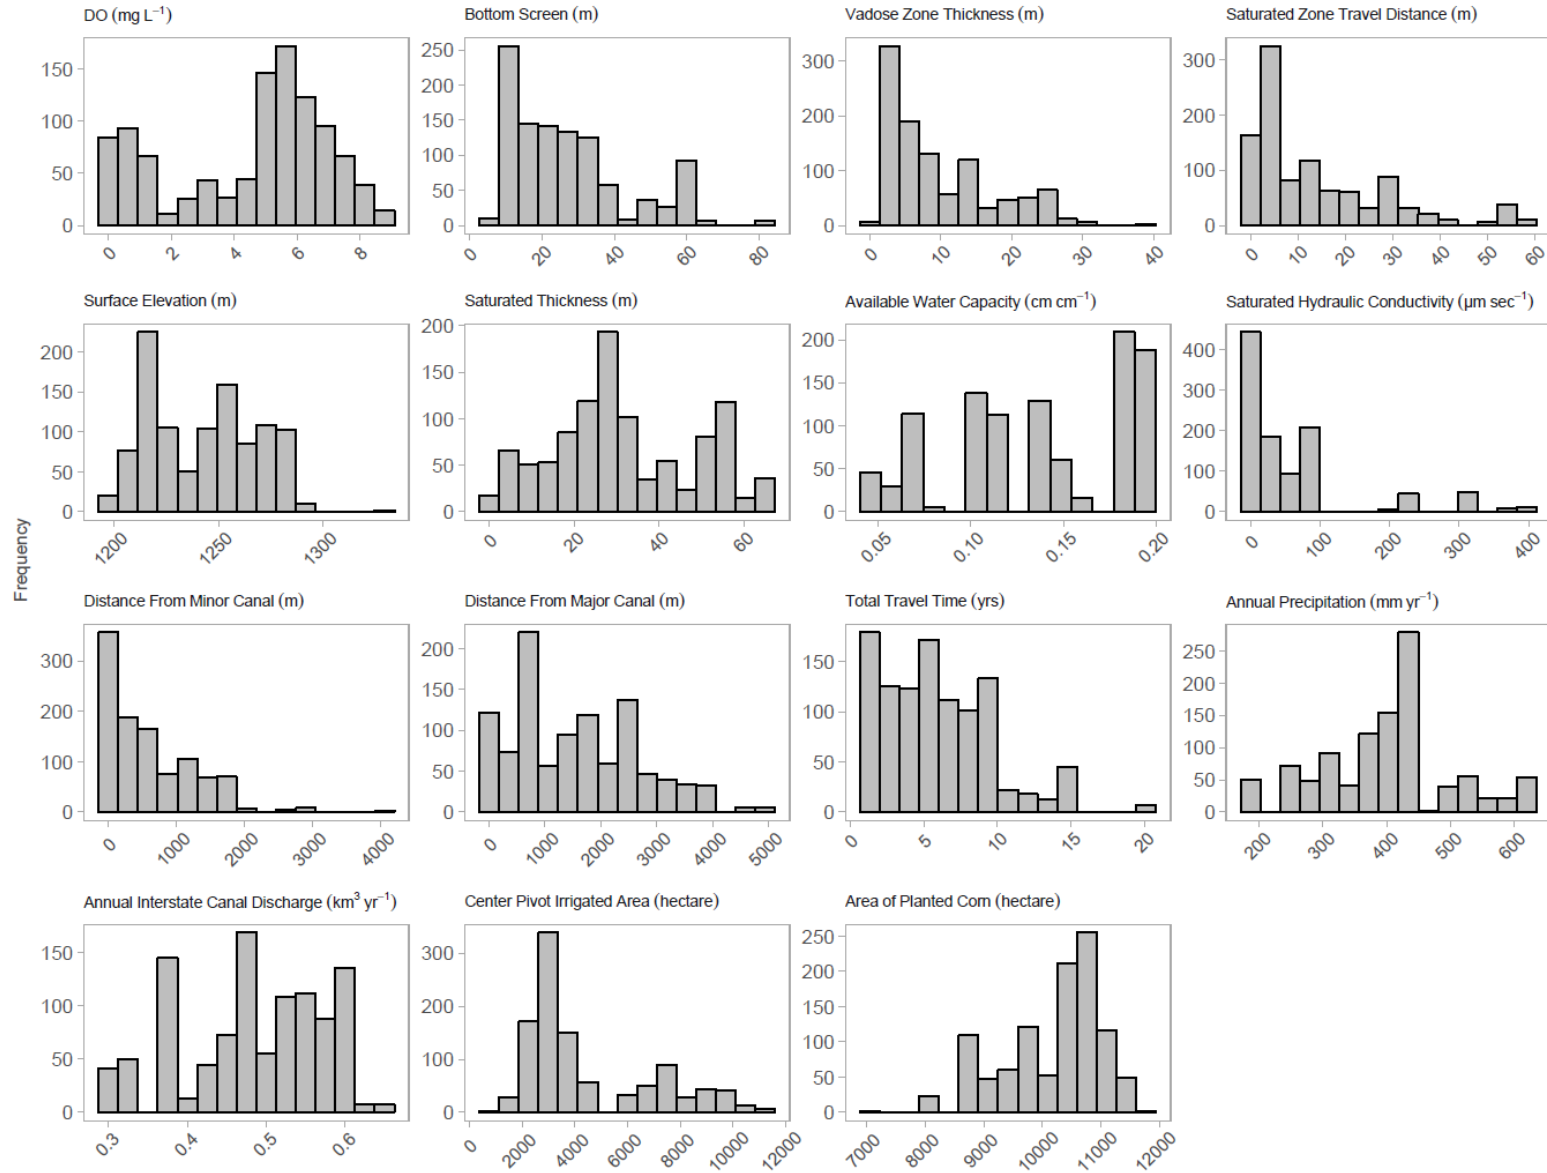 DO (mg L⁻¹)
Bottom Screen (m)
Vadose Zone Thickness (m)
Saturated Zone Travel Distance (m)
150
100
50
0
0 2 4 6 8
250
200
150
100
50
0
0 20 40 60 80
300
200
100
0
0 10 20 30 40
300
200
100
0
0 10 20 30 40 50 60
Surface Elevation (m)
Saturated Thickness (m)
Available Water Capacity (cm cm⁻¹)
Saturated Hydraulic Conductivity (μm sec⁻¹)
200
150
100
50
0
1200 1250 1300
200
150
100
50
0
0 20 40 60
200
150
100
50
0
0.05 0.10 0.15 0.20
400
300
200
100
0
0 100 200 300 400
Frequency
Distance From Minor Canal (m)
Distance From Major Canal (m)
Total Travel Time (yrs)
Annual Precipitation (mm yr⁻¹)
300
200
100
0
0 1000 2000 3000 4000
200
150
100
50
0
0 1000 2000 3000 4000 5000
150
100
50
0
0 5 10 15 20
250
200
150
100
50
0
200 300 400 500 600
Annual Interstate Canal Discharge (km³ yr⁻¹)
Center Pivot Irrigated Area (hectare)
Area of Planted Corn (hectare)
150
100
50
0
0.3 0.4 0.5 0.6
300
200
100
0
0 2000 4000 6000 8000 10000 12000
250
200
150
100
50
0
7000 8000 9000 10000 11000 12000